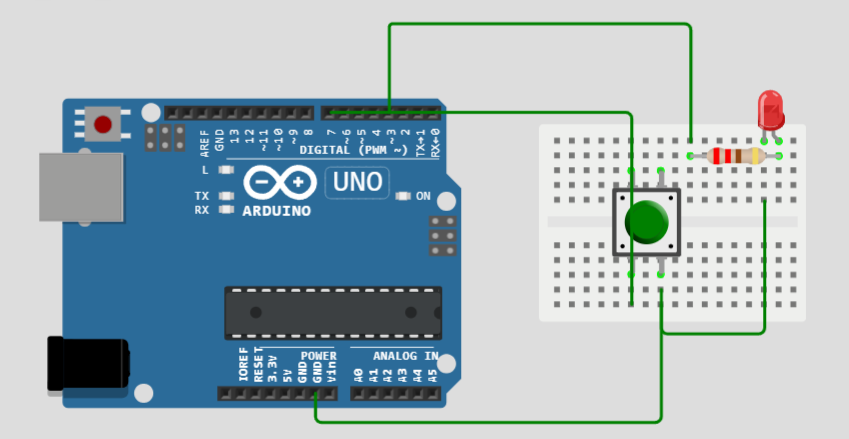 AREF
GND
13
12
~11
~10
~9
8
7
~6
~5
4
~3
2
TX→1
RX←0
DIGITAL (PWM ~)
L
TX
RX
UNO
ARDUINO
ON
POWER
ANALOG IN
IOREF
RESET
3.3V
5V
GND
GND
Vin
A0
A1
A2
A3
A4
A5